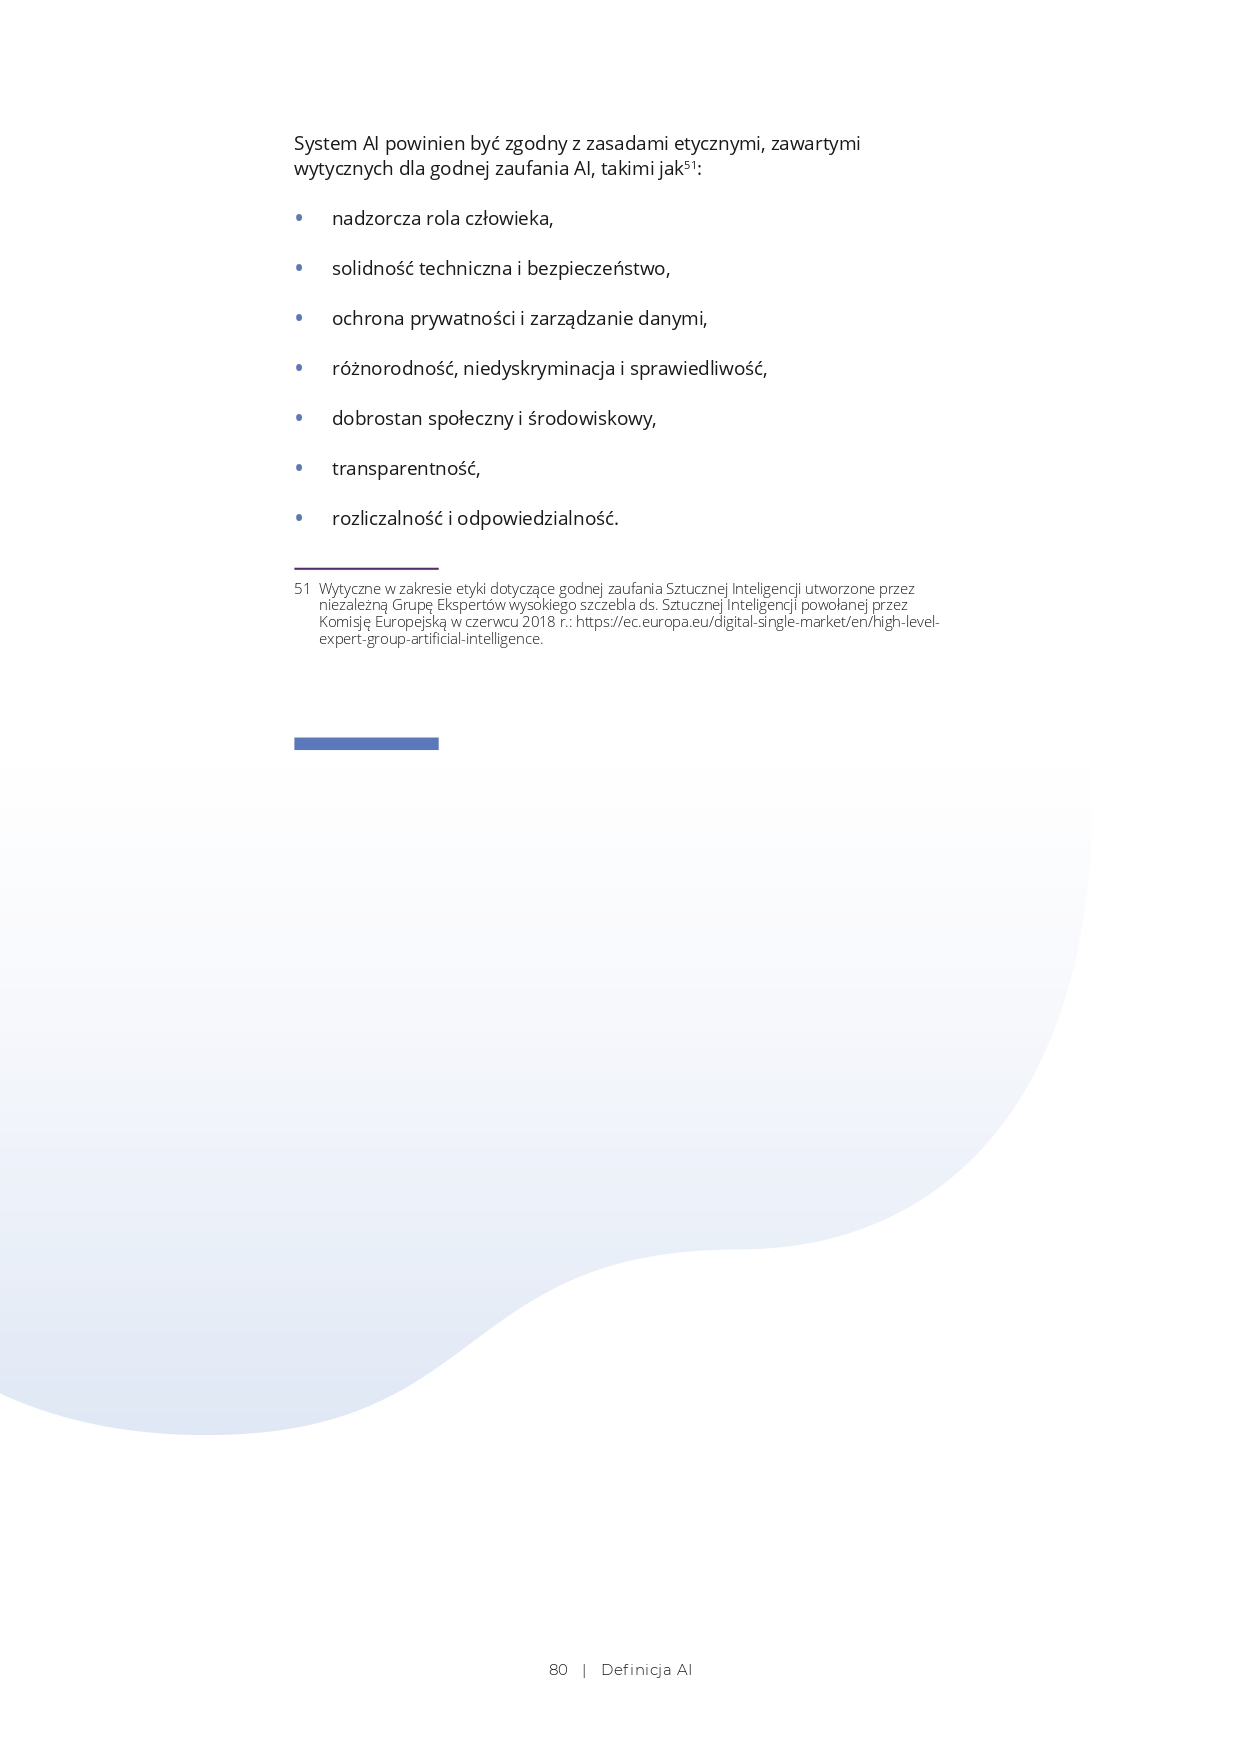 System AI powinien być zgodny z zasadami etycznymi, zawartymi
wytycznych dla godnej zaufania AI, takimi jak51:
• nadzorcza rola człowieka,
• solidność techniczna i bezpieczeństwo,
• ochrona prywatności i zarządzanie danymi,
• różnorodność, niedyskryminacja i sprawiedliwość,
• dobrostan społeczny i środowiskowy,
• transparentność,
• rozliczalność i odpowiedzialność.
51 Wytyczne w zakresie etyki dotyczące godnej zaufania Sztucznej Inteligencji utworzone przez
niezależną Grupę Ekspertów wysokiego szczebla ds. Sztucznej Inteligencji powołanej przez
Komisję Europejską w czerwcu 2018 r.: https://ec.europa.eu/digital-single-market/en/high-level-
expert-group-artificial-intelligence.
80 | Definicja AI